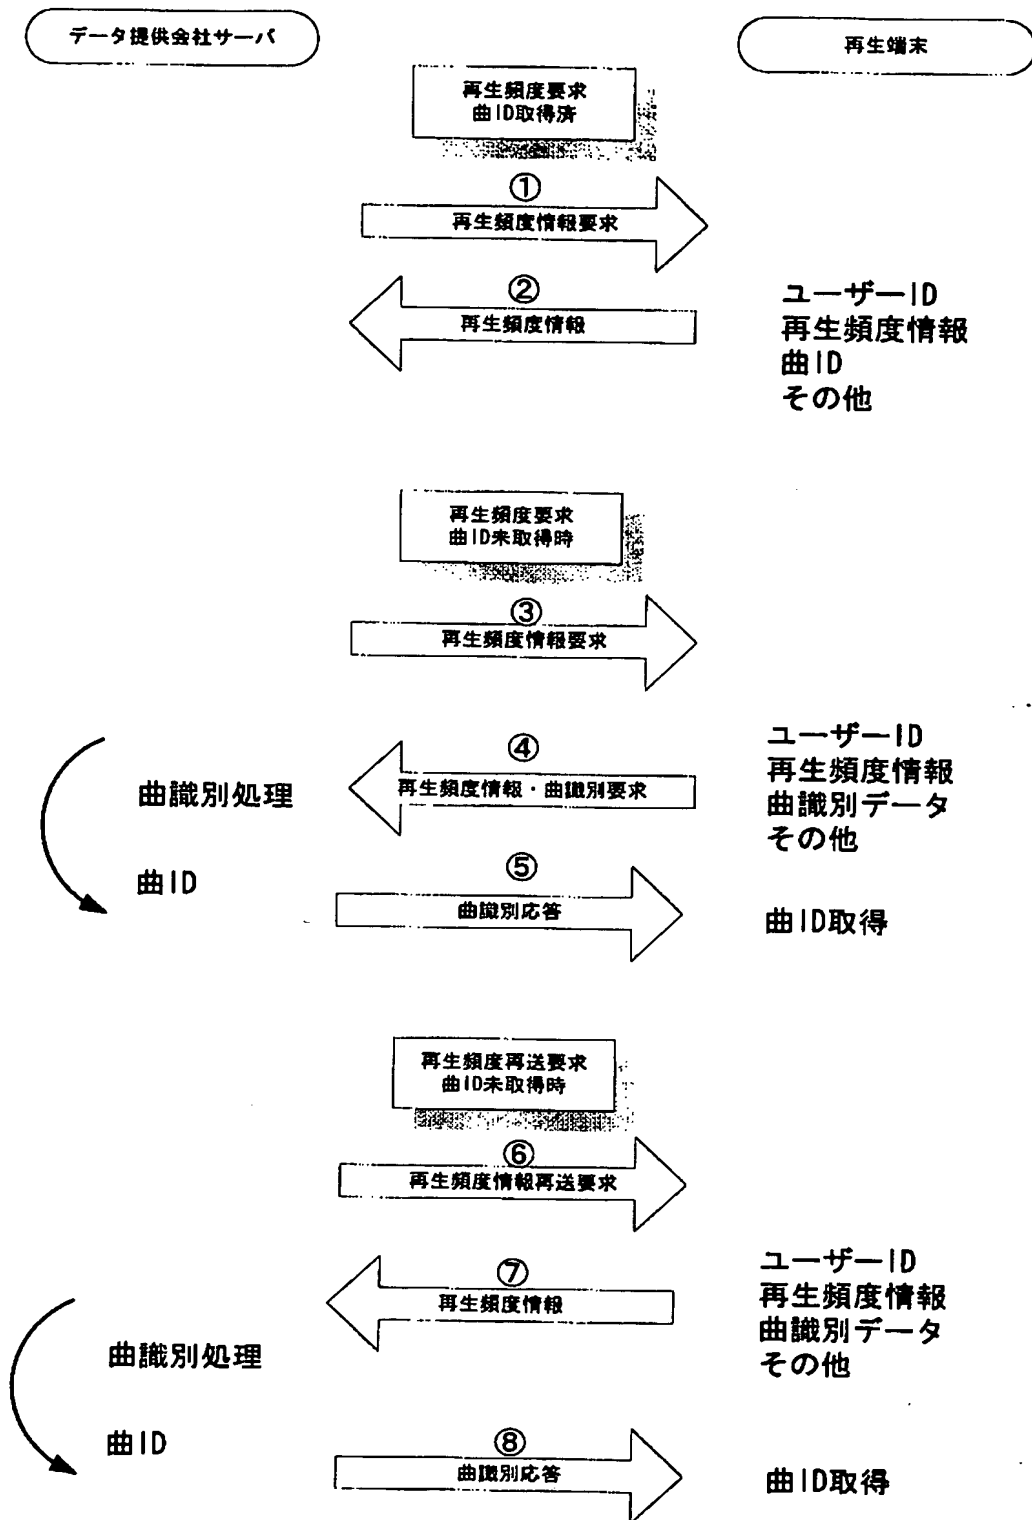 データ提供会社サーバ
再生端末
再生頻度要求
曲ID取得済
①
再生頻度情報要求
②
再生頻度情報
ユーザーID
再生頻度情報
曲ID
その他
再生頻度要求
曲ID未取得時
③
再生頻度情報要求
④
再生頻度情報・曲識別要求
ユーザーID
再生頻度情報
曲識別データ
その他
曲識別処理
曲ID
⑤
曲識別応答
曲ID取得
再生頻度再送要求
曲ID未取得時
⑥
再生頻度情報再送要求
⑦
再生頻度情報
ユーザーID
再生頻度情報
曲識別データ
その他
曲識別処理
曲ID
⑧
曲識別応答
曲ID取得